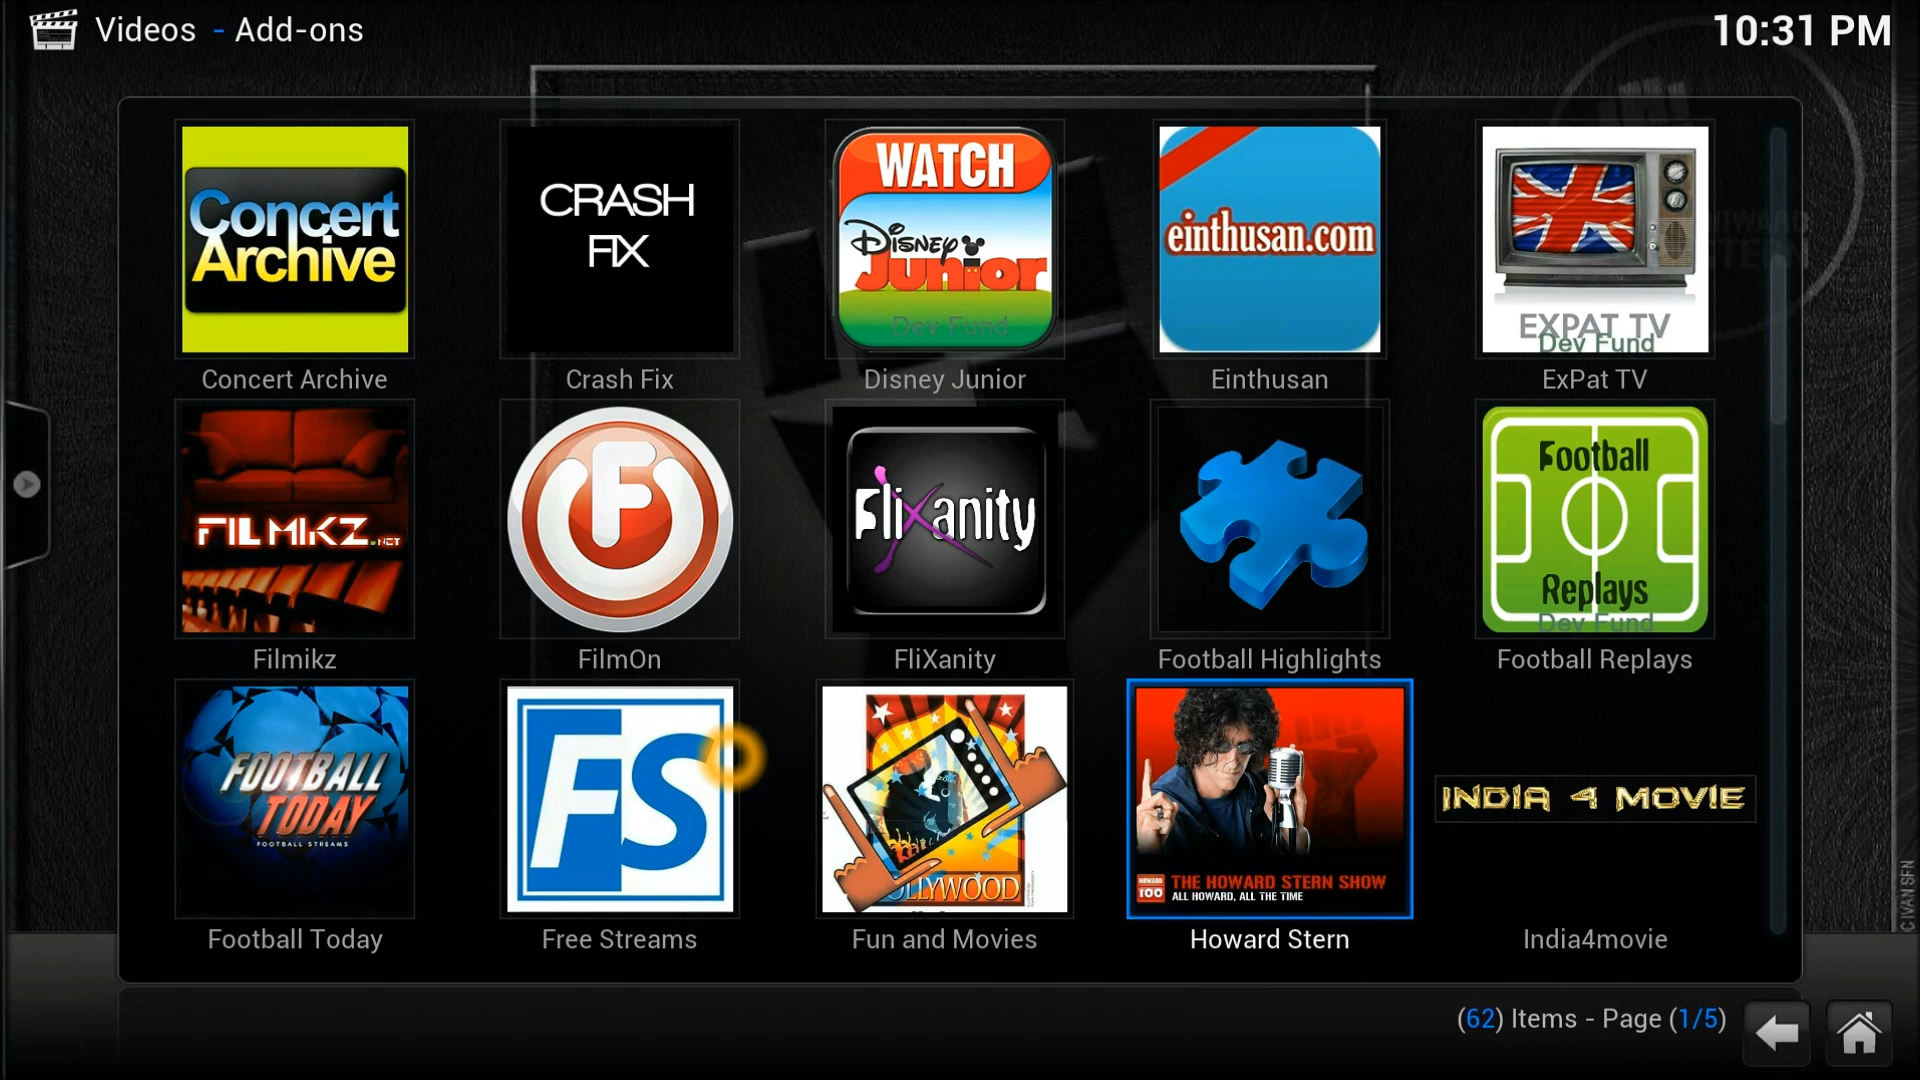 Videos - Add-ons
10:31 PM
Concert
Archive
CRASH
FIX
WATCH
Disney
Junior
Dev Fund
einthusan.com
EXPAT TV
Dev Fund
Concert Archive
Crash Fix
Disney Junior
Einthusan
ExPat TV
FILMIKZ.NET
F
FliXanity
Football
Replays
Dev Fund
Filmikz
FilmOn
FliXanity
Football Highlights
Football Replays
FOOTBALL
TODAY
FOOTBALL STREAMS
FS
OLLYWOOD
HOWARD
100
THE HOWARD STERN SHOW
ALL HOWARD, ALL THE TIME
INDIA 4 MOVIE
Football Today
Free Streams
Fun and Movies
Howard Stern
India4movie
(62) Items - Page (1/5)